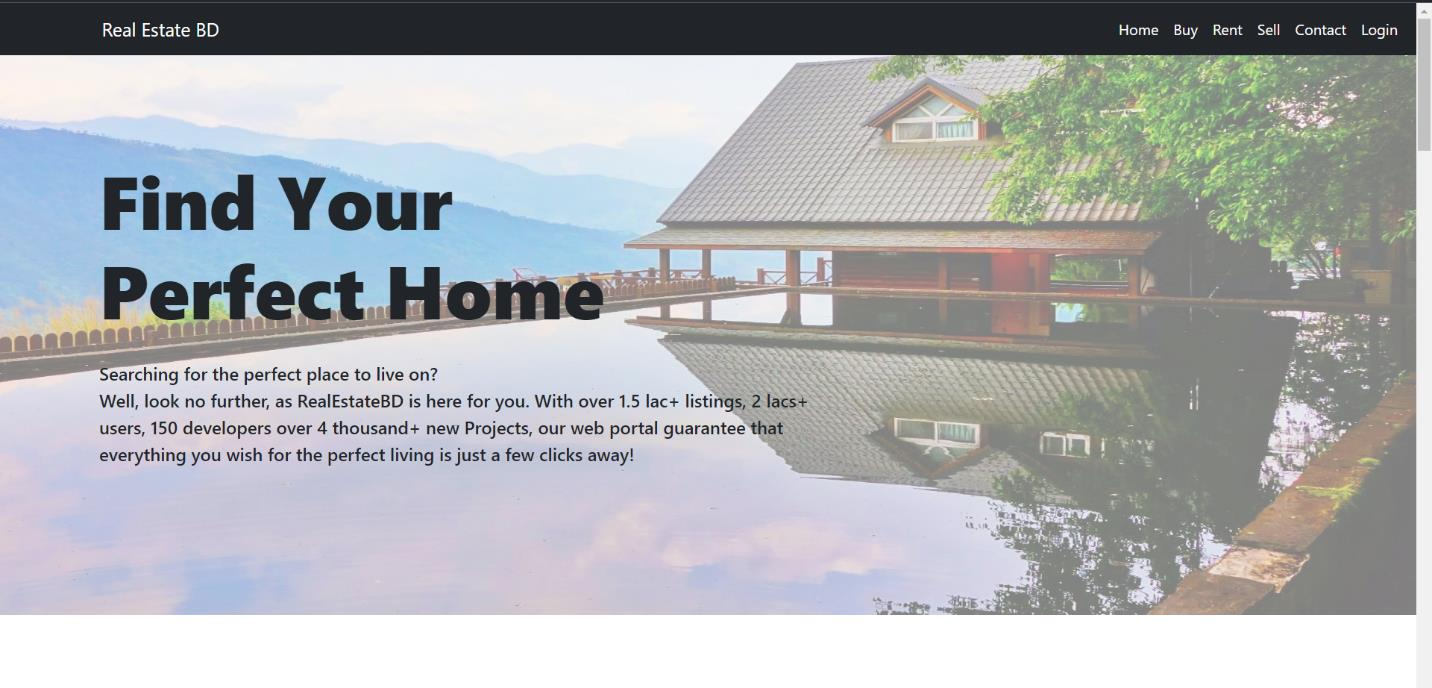 Real Estate BD
Home Buy Rent Sell Contact Login
Find Your
Perfect Home
Searching for the perfect place to live on?
Well, look no further, as RealEstateBD is here for you. With over 1.5 lac+ listings, 2 lacs+
users, 150 developers over 4 thousand+ new Projects, our web portal guarantee that
everything you wish for the perfect living is just a few clicks away!